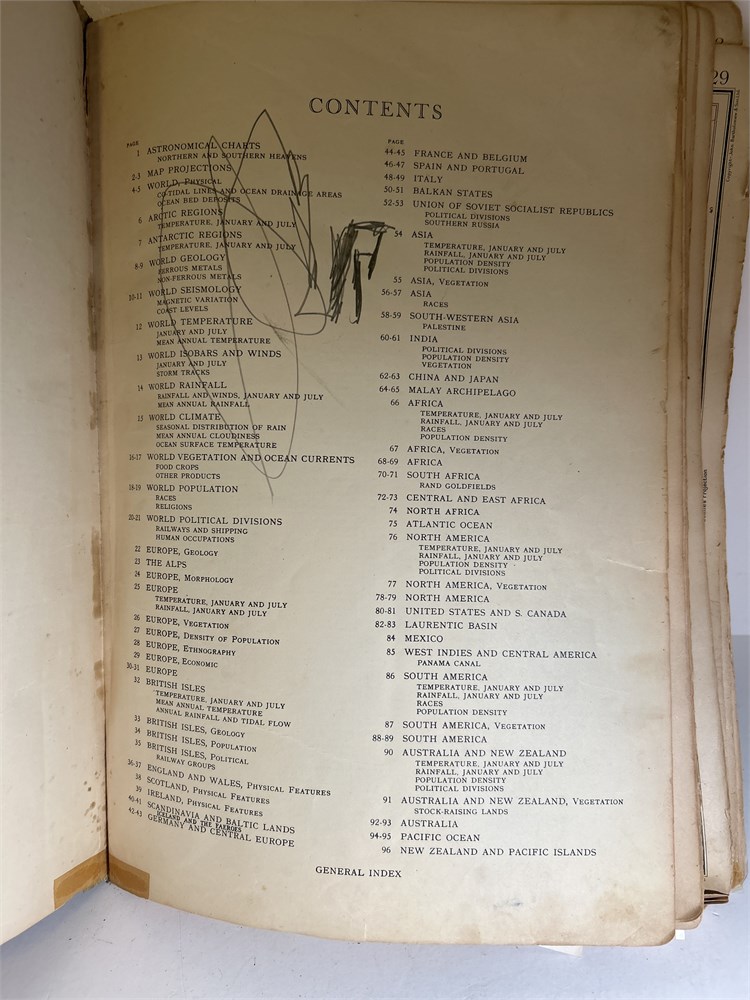 CONTENTS
PAGE
1 ASTRONOMICAL CHARTS
NORTHERN AND SOUTHERN HEAVENS
2-3 MAP PROJECTIONS
4-5 WORLD, PHYSICAL
CO-TIDAL LINES AND OCEAN DRAINAGE AREAS
OCEAN BED DEPOSITS
6 ARCTIC REGIONS
TEMPERATURE, JANUARY AND JULY
7 ANTARCTIC REGIONS
TEMPERATURE, JANUARY AND JULY
8-9 WORLD GEOLOGY
FERROUS METALS
NON-FERROUS METALS
10-11 WORLD SEISMOLOGY
MAGNETIC VARIATION
COAST LEVELS
12 WORLD TEMPERATURE
JANUARY AND JULY
MEAN ANNUAL TEMPERATURE
13 WORLD ISOBARS AND WINDS
JANUARY AND JULY
STORM TRACKS
14 WORLD RAINFALL
RAINFALL AND WINDS, JANUARY AND JULY
MEAN ANNUAL RAINFALL
15 WORLD CLIMATE
SEASONAL DISTRIBUTION OF RAIN
MEAN ANNUAL CLOUDINESS
OCEAN SURFACE TEMPERATURE
16-17 WORLD VEGETATION AND OCEAN CURRENTS
FOOD CROPS
OTHER PRODUCTS
18-19 WORLD POPULATION
RACES
RELIGIONS
20-21 WORLD POLITICAL DIVISIONS
RAILWAYS AND SHIPPING
HUMAN OCCUPATIONS
22 EUROPE, GEOLOGY
23 THE ALPS
24 EUROPE, MORPHOLOGY
25 EUROPE
TEMPERATURE, JANUARY AND JULY
RAINFALL, JANUARY AND JULY
26 EUROPE, VEGETATION
27 EUROPE, DENSITY OF POPULATION
28 EUROPE, ETHNOGRAPHY
29 EUROPE, ECONOMIC
30-31 EUROPE
32 BRITISH ISLES
TEMPERATURE, JANUARY AND JULY
MEAN ANNUAL TEMPERATURE
ANNUAL RAINFALL AND TIDAL FLOW
33 BRITISH ISLES, GEOLOGY
34 BRITISH ISLES, POPULATION
35 BRITISH ISLES, POLITICAL
RAILWAY GROUPS
36-37 ENGLAND AND WALES, PHYSICAL FEATURES
38 SCOTLAND, PHYSICAL FEATURES
39 IRELAND, PHYSICAL FEATURES
40-41 SCANDINAVIA AND BALTIC LANDS
ICELAND AND THE FAEROES
42-43 GERMANY AND CENTRAL EUROPE
PAGE
44-45 FRANCE AND BELGIUM
46-47 SPAIN AND PORTUGAL
48-49 ITALY
50-51 BALKAN STATES
52-53 UNION OF SOVIET SOCIALIST REPUBLICS
POLITICAL DIVISIONS
SOUTHERN RUSSIA
54 ASIA
TEMPERATURE, JANUARY AND JULY
RAINFALL, JANUARY AND JULY
POPULATION DENSITY
POLITICAL DIVISIONS
55 ASIA, VEGETATION
56-57 ASIA
RACES
58-59 SOUTH-WESTERN ASIA
PALESTINE
60-61 INDIA
POLITICAL DIVISIONS
POPULATION DENSITY
VEGETATION
62-63 CHINA AND JAPAN
64-65 MALAY ARCHIPELAGO
66 AFRICA
TEMPERATURE, JANUARY AND JULY
RAINFALL, JANUARY AND JULY
RACES
POPULATION DENSITY
67 AFRICA, VEGETATION
68-69 AFRICA
70-71 SOUTH AFRICA
RAND GOLDFIELDS
72-73 CENTRAL AND EAST AFRICA
74 NORTH AFRICA
75 ATLANTIC OCEAN
76 NORTH AMERICA
TEMPERATURE, JANUARY AND JULY
RAINFALL, JANUARY AND JULY
POPULATION DENSITY
POLITICAL DIVISIONS
77 NORTH AMERICA, VEGETATION
78-79 NORTH AMERICA
80-81 UNITED STATES AND S. CANADA
82-83 LAURENTIC BASIN
84 MEXICO
85 WEST INDIES AND CENTRAL AMERICA
PANAMA CANAL
86 SOUTH AMERICA
TEMPERATURE, JANUARY AND JULY
RAINFALL, JANUARY AND JULY
RACES
POPULATION DENSITY
87 SOUTH AMERICA, VEGETATION
88-89 SOUTH AMERICA
90 AUSTRALIA AND NEW ZEALAND
TEMPERATURE, JANUARY AND JULY
RAINFALL, JANUARY AND JULY
POPULATION DENSITY
POLITICAL DIVISIONS
91 AUSTRALIA AND NEW ZEALAND, VEGETATION
STOCK-RAISING LANDS
92-93 AUSTRALIA
94-95 PACIFIC OCEAN
96 NEW ZEALAND AND PACIFIC ISLANDS
GENERAL INDEX
29